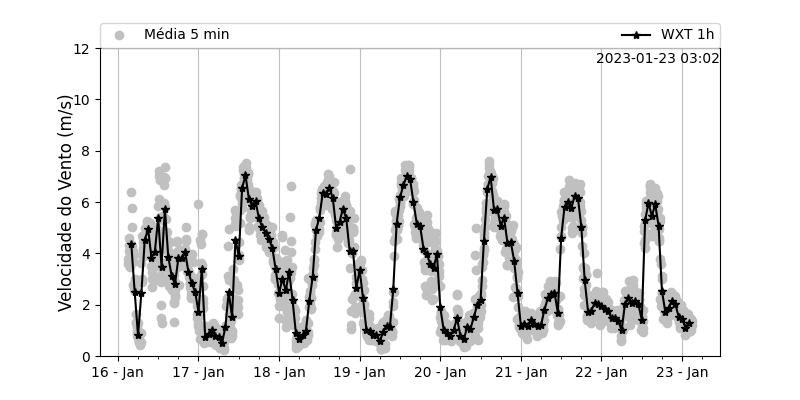 Média 5 min
WXT 1h
2023-01-23 03:02
Velocidade do Vento (m/s)
12
10
8
6
4
2
0
16 - Jan
17 - Jan
18 - Jan
19 - Jan
20 - Jan
21 - Jan
22 - Jan
23 - Jan